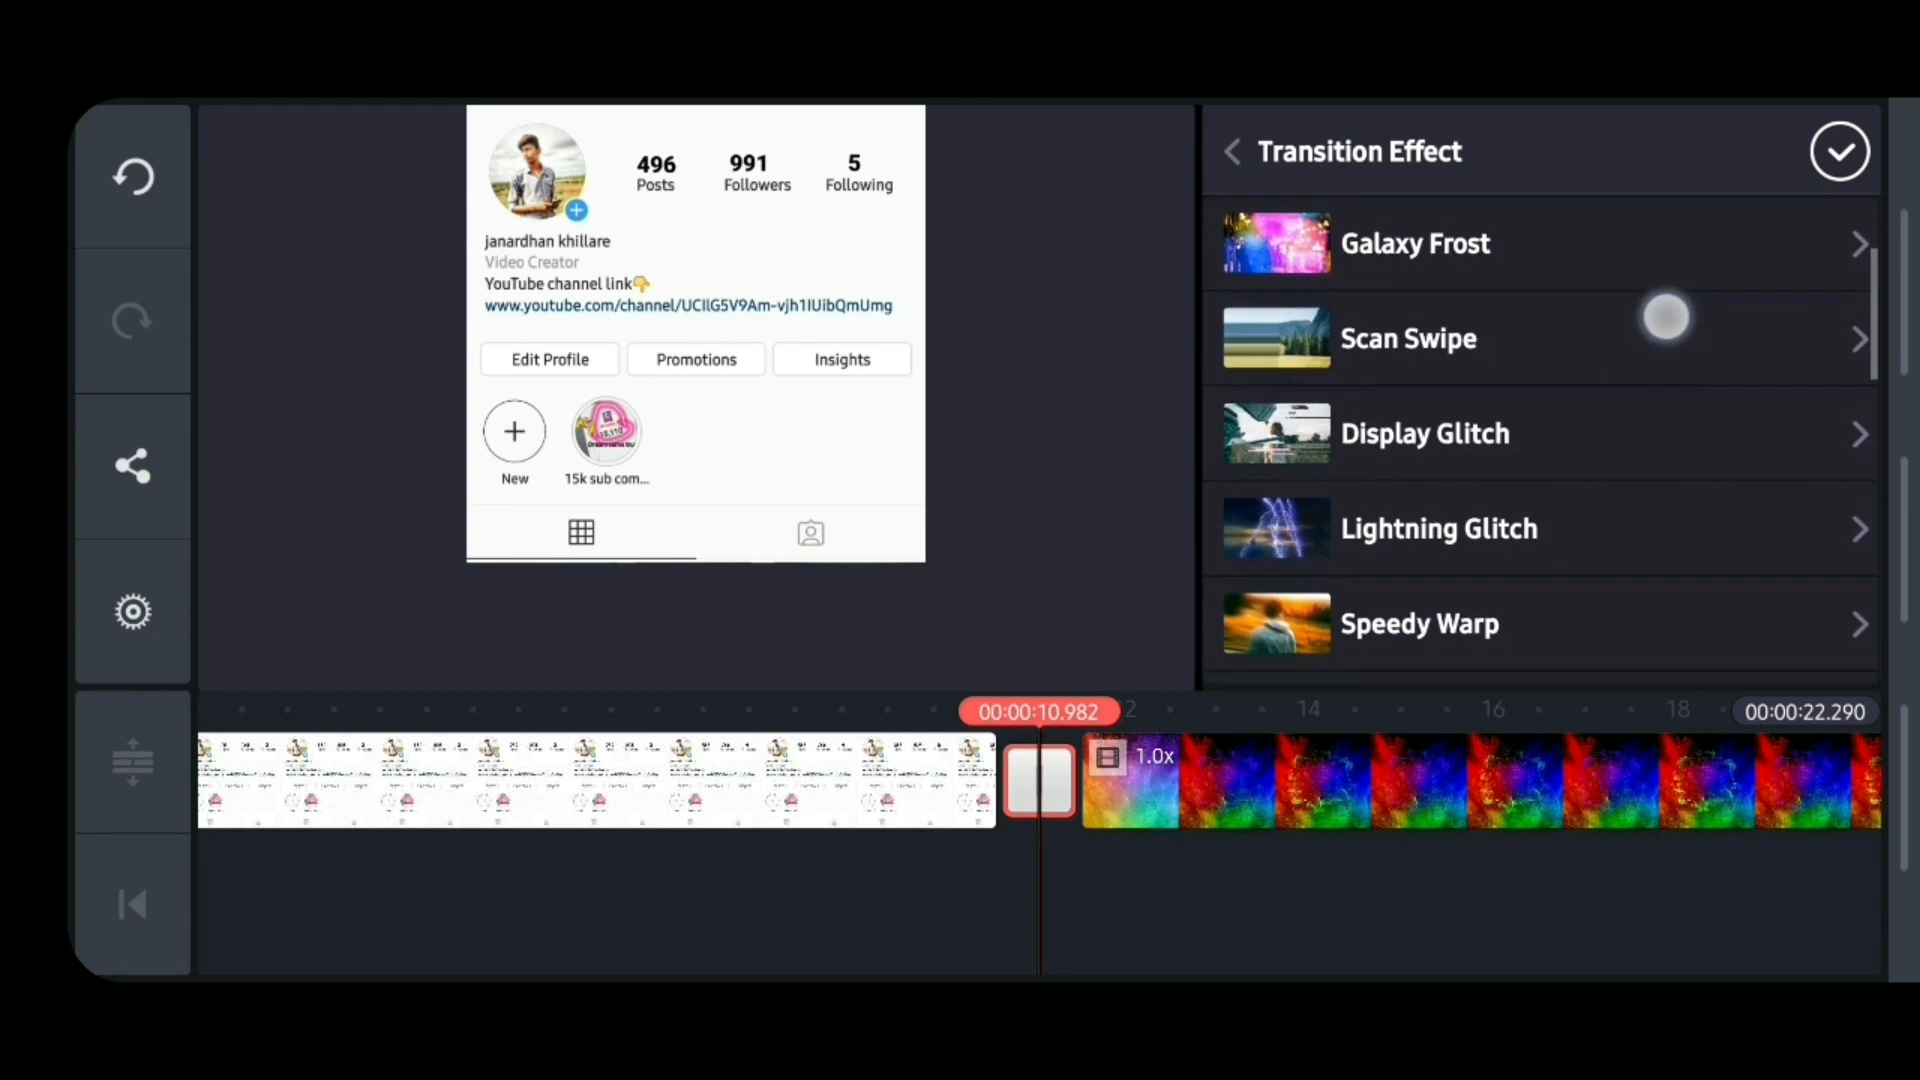 496
Posts
991
Followers
5
Following
janardhan khillare
Video Creator
YouTube channel link👇
www.youtube.com/channel/UCIlG5V9Am-vjh1IUibQmUmg
Edit Profile
Promotions
Insights
New
15k sub com...
Transition Effect
Galaxy Frost
Scan Swipe
Display Glitch
Lightning Glitch
Speedy Warp
00:00:10.982
2
14
16
18
00:00:22.290
1.0x